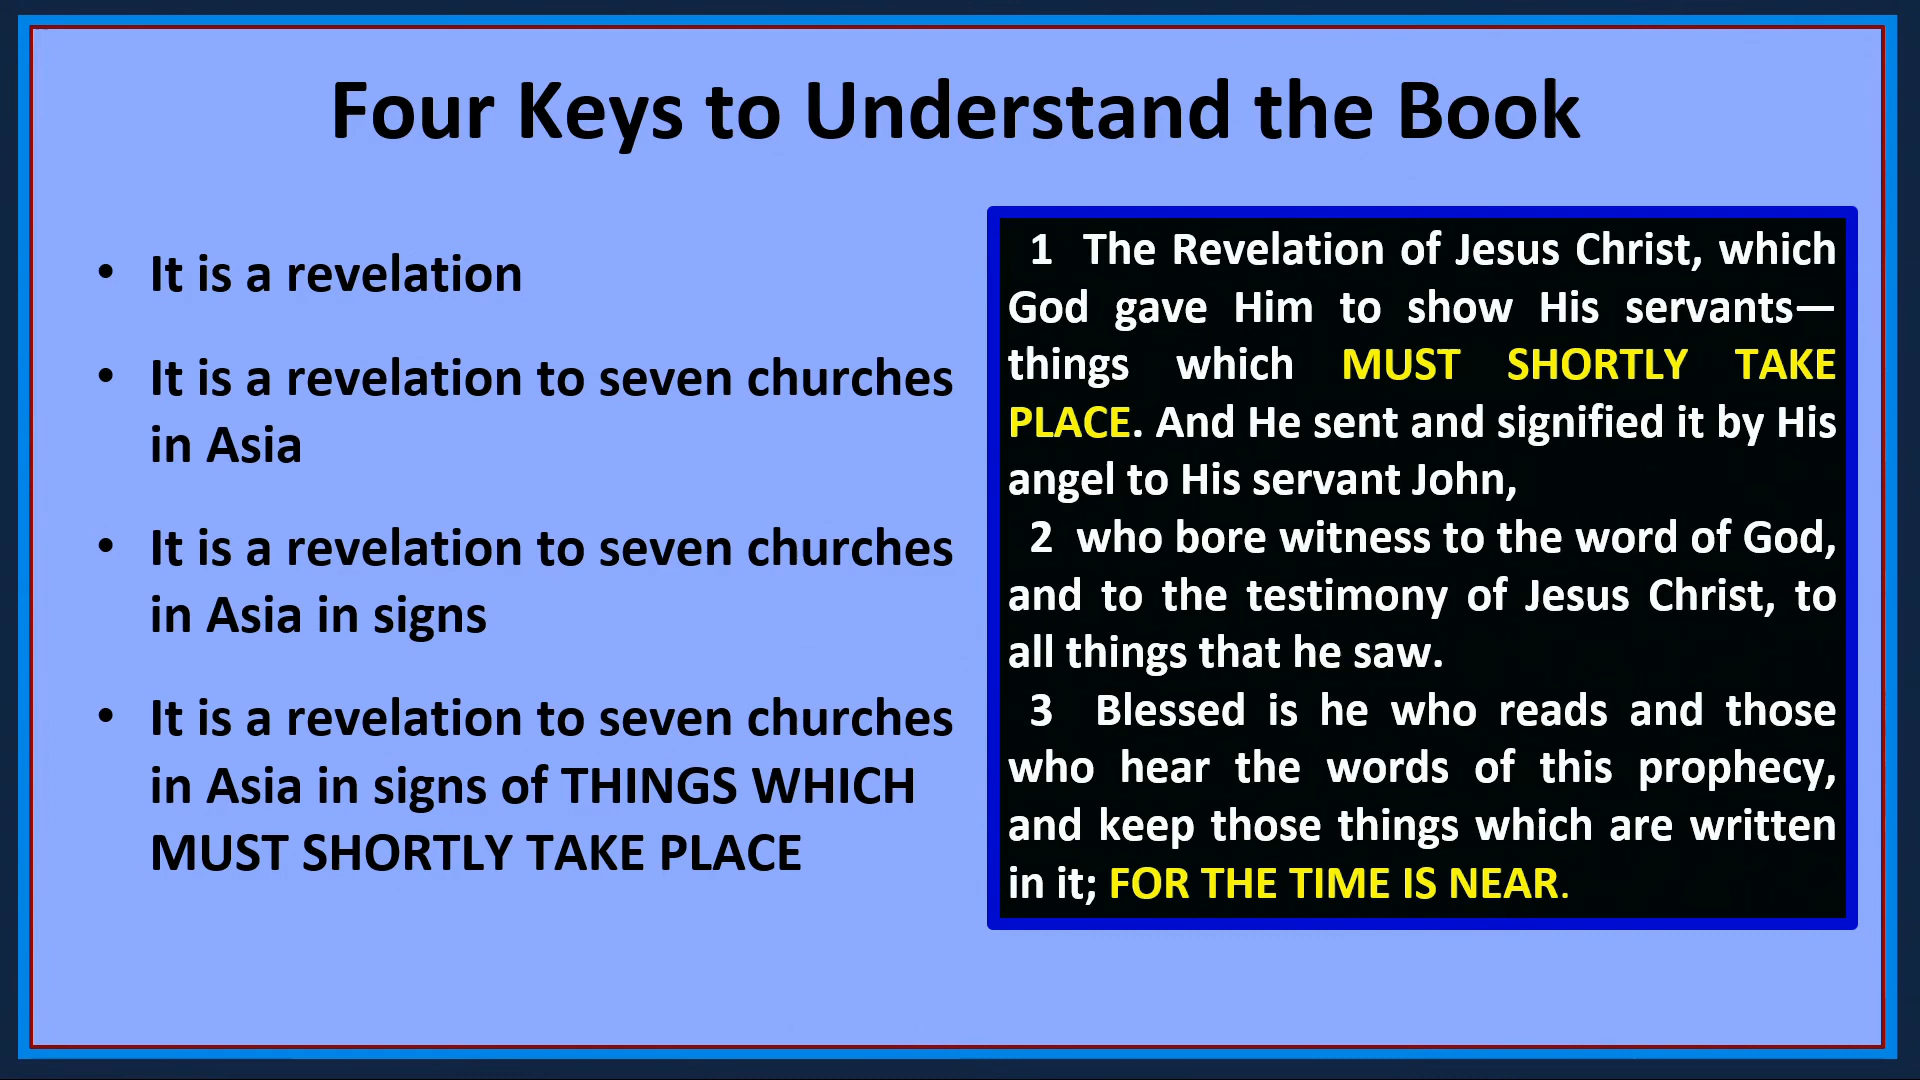 Four Keys to Understand the Book
• It is a revelation
• It is a revelation to seven churches
in Asia
• It is a revelation to seven churches
in Asia in signs
• It is a revelation to seven churches
in Asia in signs of THINGS WHICH
MUST SHORTLY TAKE PLACE
1 The Revelation of Jesus Christ, which
God gave Him to show His servants—
things which MUST SHORTLY TAKE
PLACE. And He sent and signified it by His
angel to His servant John,
2 who bore witness to the word of God,
and to the testimony of Jesus Christ, to
all things that he saw.
3 Blessed is he who reads and those
who hear the words of this prophecy,
and keep those things which are written
in it; FOR THE TIME IS NEAR.